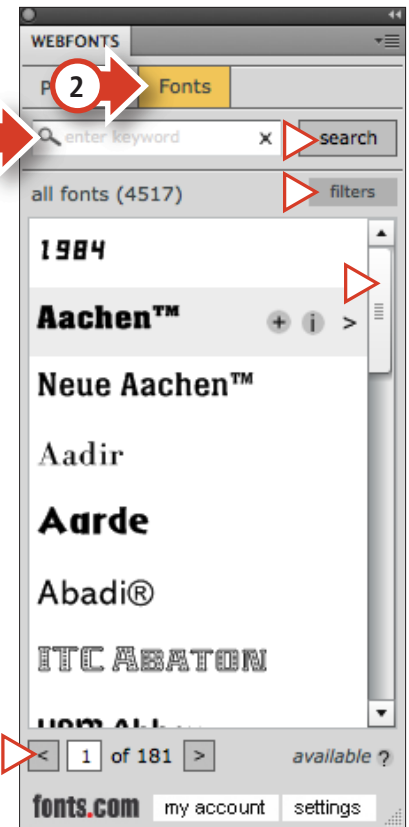 WEBFONTS
P 2 Fonts
enter keyword x search
all fonts (4517) filters
1984
Aachen™ + i >
Neue Aachen™
Aadir
Aarde
Abadi®
ITC ABATON
< 1 of 181 > available ?
fonts.com my account settings